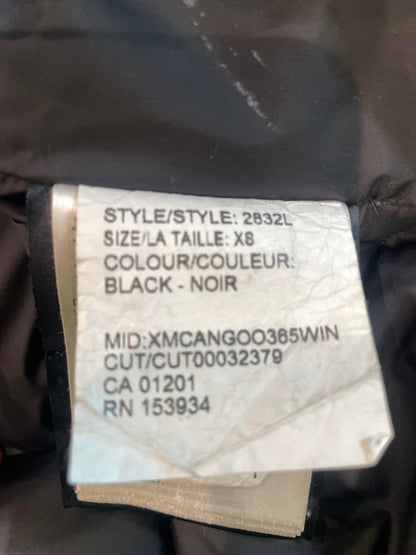 STYLE/STYLE: 2832L
SIZE/LA TAILLE: XS
COLOUR/COULEUR:
BLACK - NOIR
MID:XMCANGOO365WIN
CUT/CUT00032379
CA 01201
RN 153934